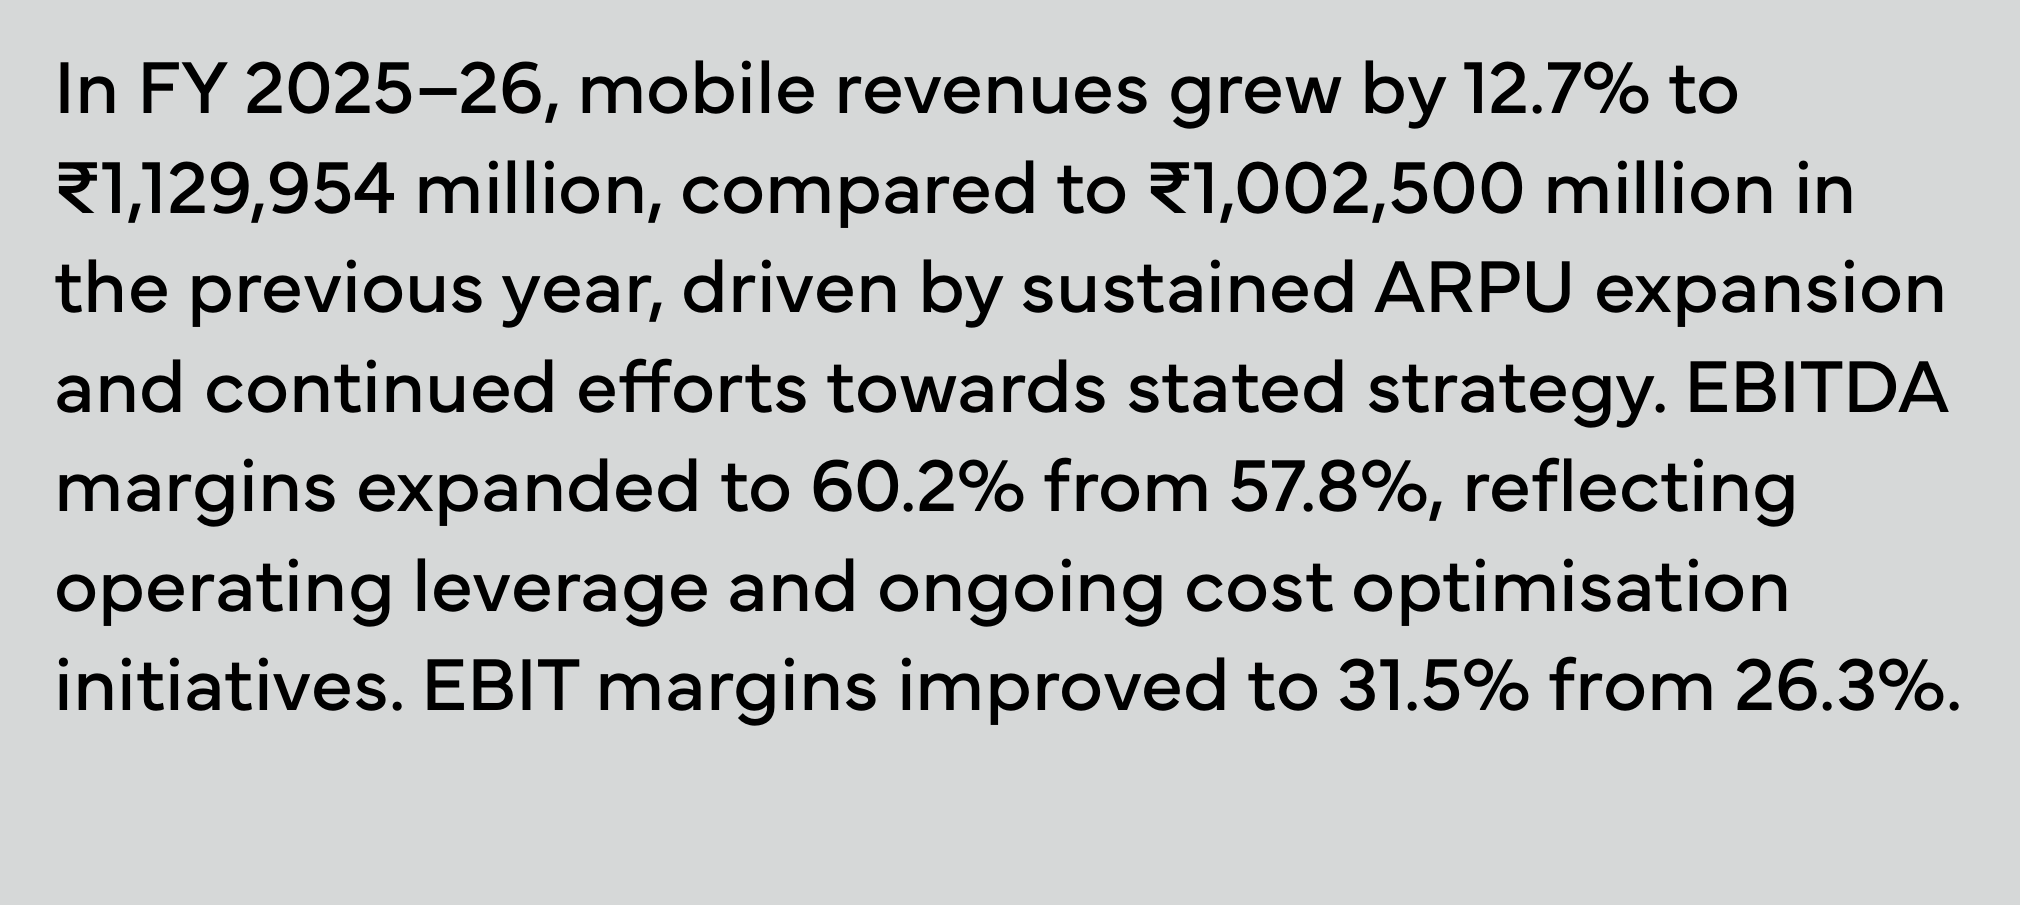 In FY 2025–26, mobile revenues grew by 12.7% to
₹1,129,954 million, compared to ₹1,002,500 million in
the previous year, driven by sustained ARPU expansion
and continued efforts towards stated strategy. EBITDA
margins expanded to 60.2% from 57.8%, reflecting
operating leverage and ongoing cost optimisation
initiatives. EBIT margins improved to 31.5% from 26.3%.